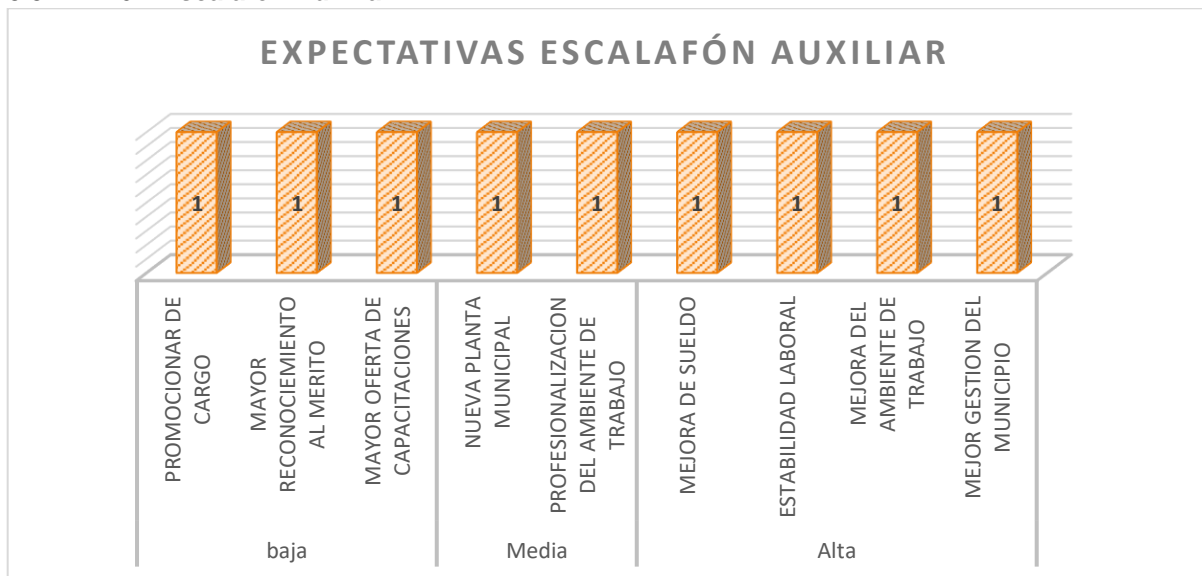 EXPECTATIVAS ESCALAFÓN AUXILIAR
1 1 1 1 1 1 1 1 1
PROMOCIONAR DE
CARGO
MAYOR
RECONOCIEMIENTO
AL MERITO
MAYOR OFERTA DE
CAPACITACIONES
NUEVA PLANTA
MUNICIPAL
PROFESIONALIZACION
DEL AMBIENTE DE
TRABAJO
MEJORA DE SUELDO
ESTABILIDAD LABORAL
MEJORA DEL
AMBIENTE DE
TRABAJO
MEJOR GESTION DEL
MUNICIPIO
baja Media Alta